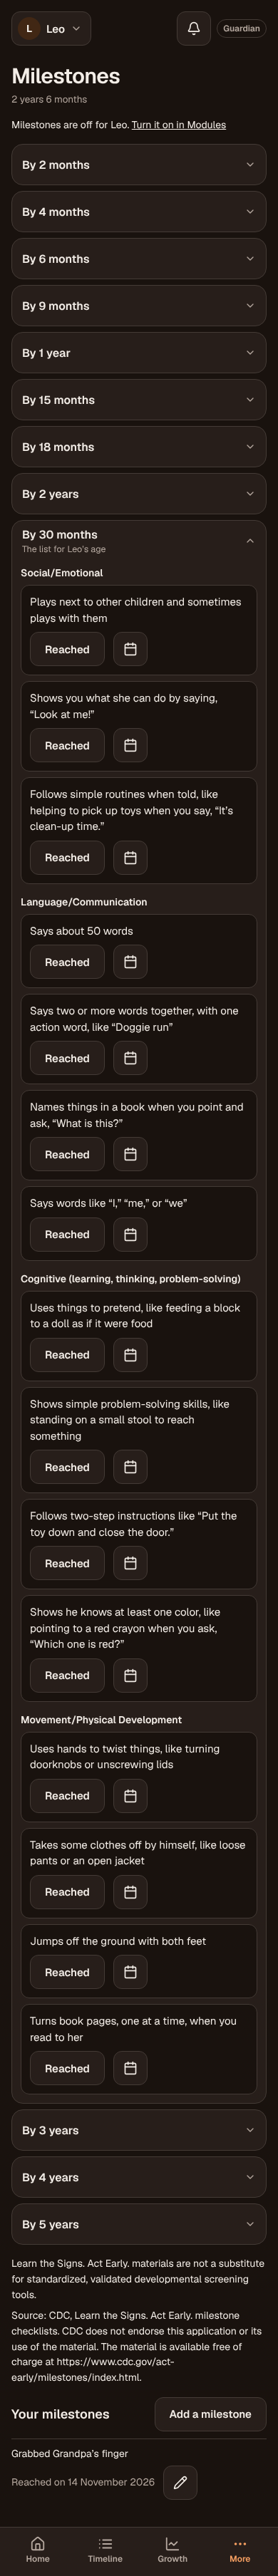 L Leo Guardian
Milestones
2 years 6 months
Milestones are off for Leo. Turn it on in Modules
By 2 months
By 4 months
By 6 months
By 9 months
By 1 year
By 15 months
By 18 months
By 2 years
By 30 months
The list for Leo's age
Social/Emotional
Plays next to other children and sometimes
plays with them
Reached
Shows you what she can do by saying,
“Look at me!”
Reached
Follows simple routines when told, like
helping to pick up toys when you say, “It’s
clean-up time.”
Reached
Language/Communication
Says about 50 words
Reached
Says two or more words together, with one
action word, like “Doggie run”
Reached
Names things in a book when you point and
ask, “What is this?”
Reached
Says words like “I,” “me,” or “we”
Reached
Cognitive (learning, thinking, problem-solving)
Uses things to pretend, like feeding a block
to a doll as if it were food
Reached
Shows simple problem-solving skills, like
standing on a small stool to reach
something
Reached
Follows two-step instructions like “Put the
toy down and close the door.”
Reached
Shows he knows at least one color, like
pointing to a red crayon when you ask,
“Which one is red?”
Reached
Movement/Physical Development
Uses hands to twist things, like turning
doorknobs or unscrewing lids
Reached
Takes some clothes off by himself, like loose
pants or an open jacket
Reached
Jumps off the ground with both feet
Reached
Turns book pages, one at a time, when you
read to her
Reached
By 3 years
By 4 years
By 5 years
Learn the Signs. Act Early. materials are not a substitute
for standardized, validated developmental screening
tools.
Source: CDC, Learn the Signs. Act Early. milestone
checklists. CDC does not endorse this application or its
use of the material. The material is available free of
charge at https://www.cdc.gov/act-
early/milestones/index.html.
Your milestones Add a milestone
Grabbed Grandpa's finger
Reached on 14 November 2026
Home Timeline Growth More